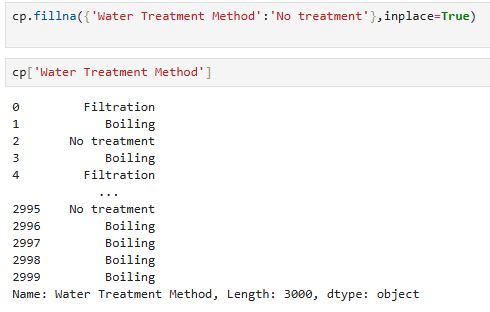 cp.fillna({'Water Treatment Method':'No treatment'},inplace=True)
cp['Water Treatment Method']
0 Filtration
1 Boiling
2 No treatment
3 Boiling
4 Filtration
...
2995 No treatment
2996 Boiling
2997 Boiling
2998 Boiling
2999 Boiling
Name: Water Treatment Method, Length: 3000, dtype: object